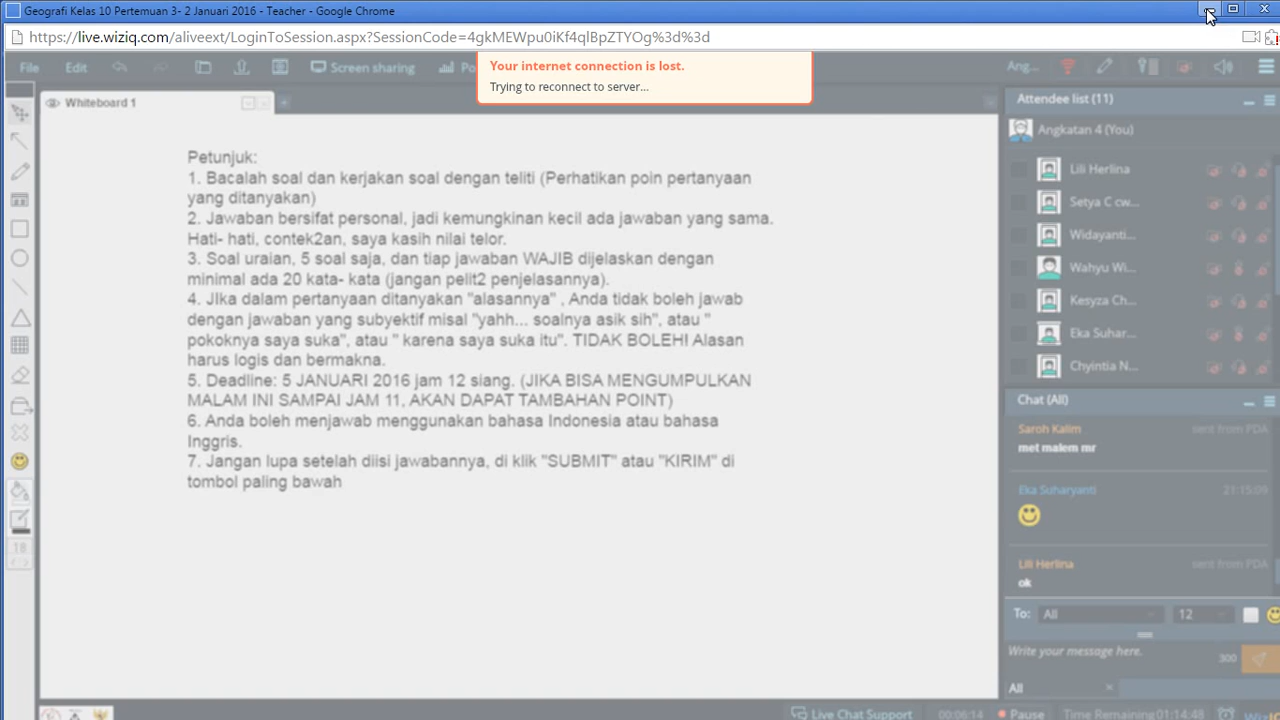 Geografi Kelas 10 Pertemuan 3- 2 Januari 2016 - Teacher - Google Chrome
https://live.wiziq.com/aliveext/LoginToSession.aspx?SessionCode=4gkMEWpu0iKf4qlBpZTYOg%3d%3d
File Edit Screen sharing Po
Ang...
Your internet connection is lost.
Trying to reconnect to server...
Whiteboard 1
Petunjuk:
1. Bacalah soal dan kerjakan soal dengan teliti (Perhatikan poin pertanyaan
yang ditanyakan)
2. Jawaban bersifat personal, jadi kemungkinan kecil ada jawaban yang sama.
Hati- hati, contek2an, saya kasih nilai telor.
3. Soal uraian, 5 soal saja, dan tiap jawaban WAJIB dijelaskan dengan
minimal ada 20 kata- kata (jangan pelit2 penjelasannya).
4. JIka dalam pertanyaan ditanyakan "alasannya" , Anda tidak boleh jawab
dengan jawaban yang subyektif misal "yahh... soalnya asik sih", atau "
pokoknya saya suka", atau " karena saya suka itu". TIDAK BOLEH! Alasan
harus logis dan bermakna.
5. Deadline: 5 JANUARI 2016 jam 12 siang. (JIKA BISA MENGUMPULKAN
MALAM INI SAMPAI JAM 11, AKAN DAPAT TAMBAHAN POINT)
6. Anda boleh menjawab menggunakan bahasa Indonesia atau bahasa
Inggris.
7. Jangan lupa setelah diisi jawabannya, di klik "SUBMIT" atau "KIRIM" di
tombol paling bawah
18
Attendee list (11)
Angkatan 4 (You)
Lili Herlina
Setya C cw...
Widayanti...
Wahyu Wi...
Kesyza Ch...
Eka Suhar...
Chyintia N...
Chat (All)
Saroh Kalim sent from PDA
met malem mr
Eka Suharyanti 21:15:09
Lili Herlina sent from PDA
ok
To: All 12
Write your message here. 300
All
Live Chat Support 00:06:14 Pause Time Remaining 01:14:48